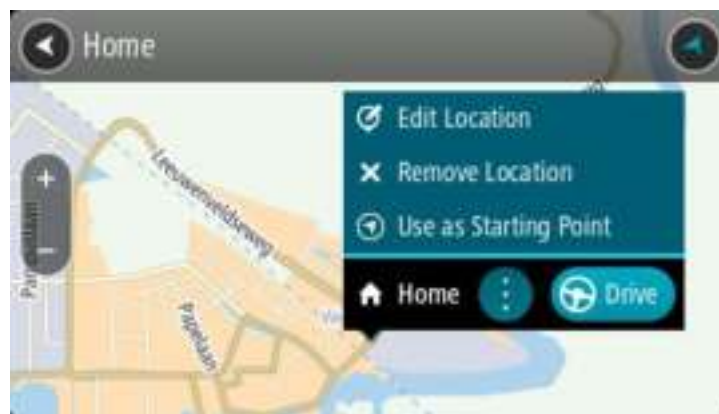 Home
Edit Location
Remove Location
Use as Starting Point
Home
Drive
Leeuwenveldseweg
Papelaan
+
-